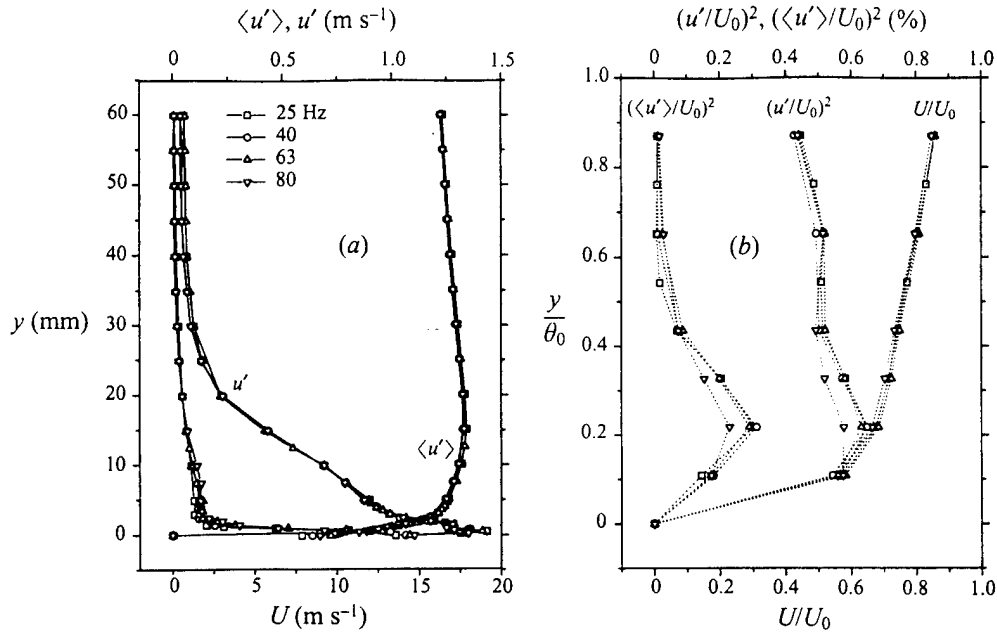 ⟨u′⟩, u′ (m s⁻¹)
0 0.5 1.0 1.5
60
50
40
30
20
10
0
y (mm)
25 Hz
40
63
80
(a)
u′
⟨u′⟩
0 5 10 15 20
U (m s⁻¹)
(u′/U₀)², (⟨u′⟩/U₀)² (%)
0 0.2 0.4 0.6 0.8 1.0
1.0
0.8
0.6
0.4
0.2
0
y
θ₀
(⟨u′⟩/U₀)² (u′/U₀)² U/U₀
(b)
0 0.2 0.4 0.6 0.8 1.0
U/U₀